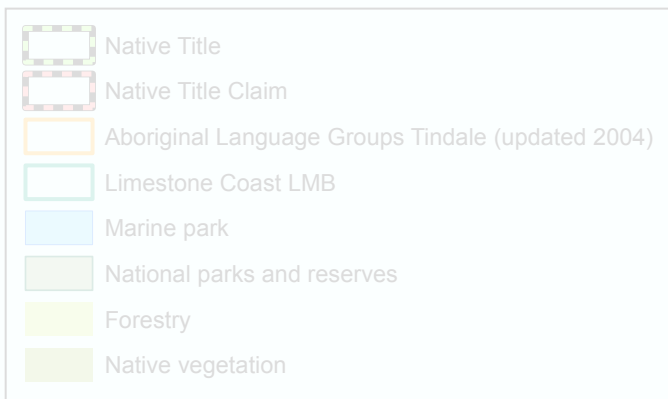 Native Title
Native Title Claim
Aboriginal Language Groups Tindale (updated 2004)
Limestone Coast LMB
Marine park
National parks and reserves
Forestry
Native vegetation